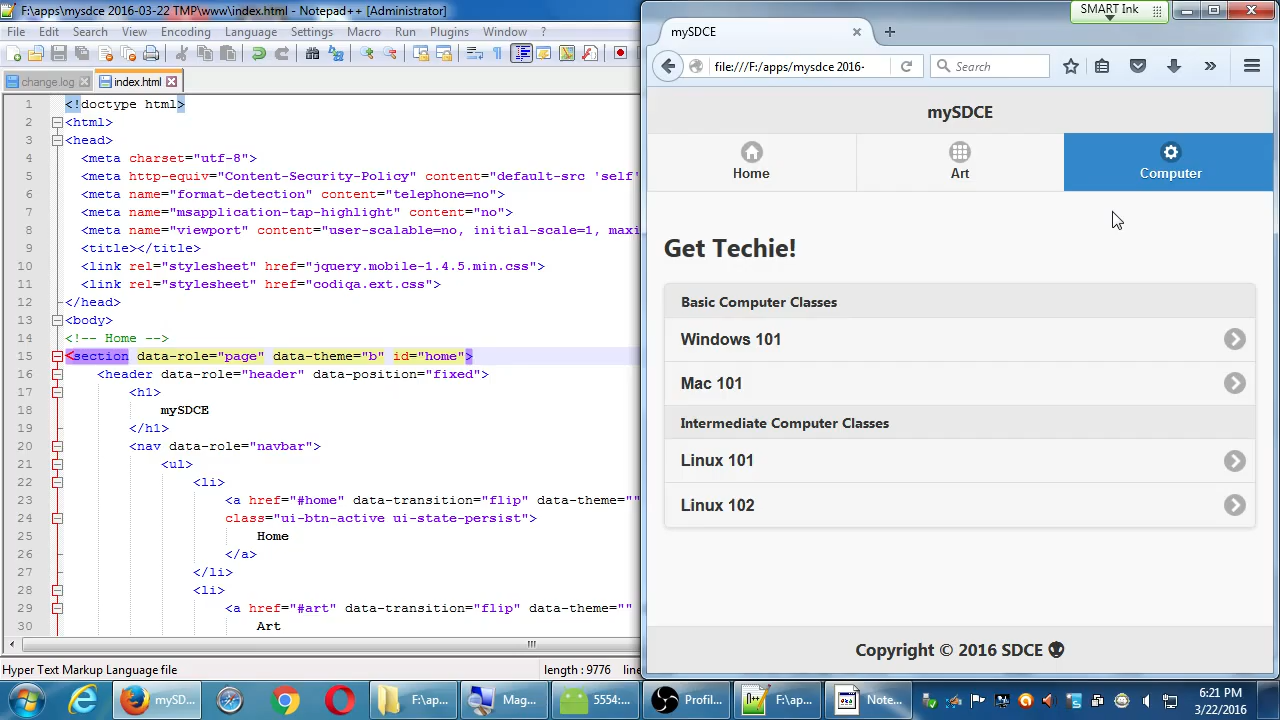 F:\apps\mysdce 2016-03-22 TMP\www\index.html - Notepad++ [Administrator]
File Edit Search View Encoding Language Settings Macro Run Plugins Window ?
change.log index.html
1 <!doctype html>
2 <html>
3 <head>
4 <meta charset="utf-8">
5 <meta http-equiv="Content-Security-Policy" content="default-src 'self'
6 <meta name="format-detection" content="telephone=no">
7 <meta name="msapplication-tap-highlight" content="no">
8 <meta name="viewport" content="user-scalable=no, initial-scale=1, maxi
9 <title></title>
10 <link rel="stylesheet" href="jquery.mobile-1.4.5.min.css">
11 <link rel="stylesheet" href="codiqa.ext.css">
12 </head>
13 <body>
14 <!-- Home -->
15 <section data-role="page" data-theme="b" id="home">
16 <header data-role="header" data-position="fixed">
17 <h1>
18 mySDCE
19 </h1>
20 <nav data-role="navbar">
21 <ul>
22 <li>
23 <a href="#home" data-transition="flip" data-theme=""
24 class="ui-btn-active ui-state-persist">
25 Home
26 </a>
27 </li>
28 <li>
29 <a href="#art" data-transition="flip" data-theme=""
30 Art
Hyper Text Markup Language file length : 9776 line
SMART Ink
mySDCE
file:///F:/apps/mysdce 2016- Search
mySDCE
Home Art Computer
Get Techie!
Basic Computer Classes
Windows 101
Mac 101
Intermediate Computer Classes
Linux 101
Linux 102
Copyright © 2016 SDCE
mySD... F:\ap... Mag... 5554:... Profil... F:\ap... Note...
6:21 PM
3/22/2016